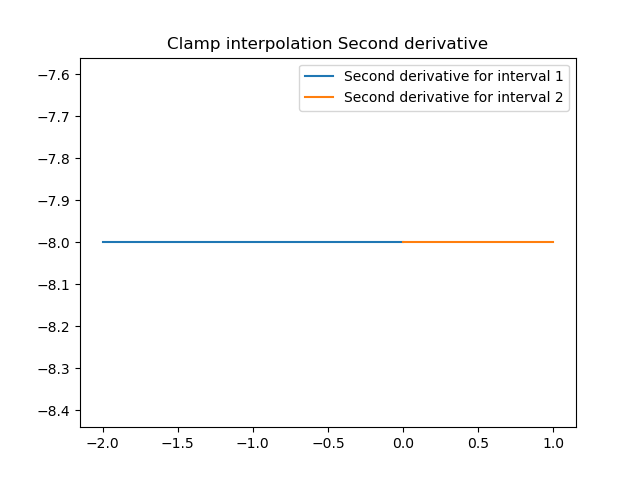 Clamp interpolation Second derivative
Second derivative for interval 1
Second derivative for interval 2
−7.6
−7.7
−7.8
−7.9
−8.0
−8.1
−8.2
−8.3
−8.4
−2.0 −1.5 −1.0 −0.5 0.0 0.5 1.0